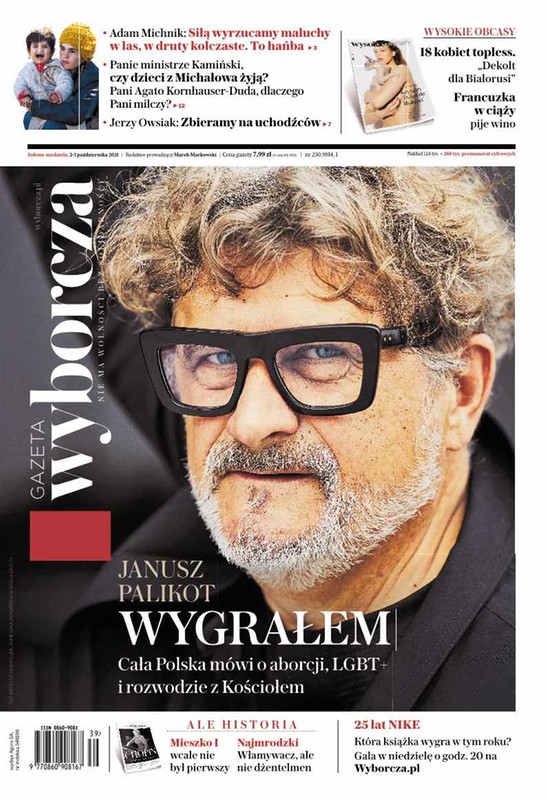 • Adam Michnik: Siłą wyrzucamy maluchy
w las, w druty kolczaste. To hańba ▸ 3
• Panie ministrze Kamiński,
czy dzieci z Michałowa żyją?
Pani Agato Kornhauser-Duda, dlaczego
Pani milczy? ▸ 12
• Jerzy Owsiak: Zbieramy na uchodźców ▸ 7
WYSOKIE OBCASY
18 kobiet topless.
„Dekolt
dla Białorusi”
Francuzka
w ciąży
pije wino
Sobota-niedziela, 2-3 października 2021 | Redaktor prowadzący Marek Markowski | Cena gazety 7,99 zł
nr 230.9814, 1
Nakład 124 tys. + 260 tys. prenumerat cyfrowych
wyborcza.pl
GAZETA
wyborcza
NIE MA WOLNOŚCI BEZ SOLIDARNOŚCI
JANUSZ
PALIKOT
WYGRAŁEM
Cała Polska mówi o aborcji, LGBT+
i rozwodzie z Kościołem
ISSN 0860-908X
39>
9 770860 908167
wydaje Agora SA,
ALE HISTORIA
Mieszko I
wcale nie
był pierwszy
Najmrodzki
Włamywacz, ale
nie dżentelmen
25 lat NIKE
Która książka wygra w tym roku?
Gala w niedzielę o godz. 20 na
Wyborcza.pl